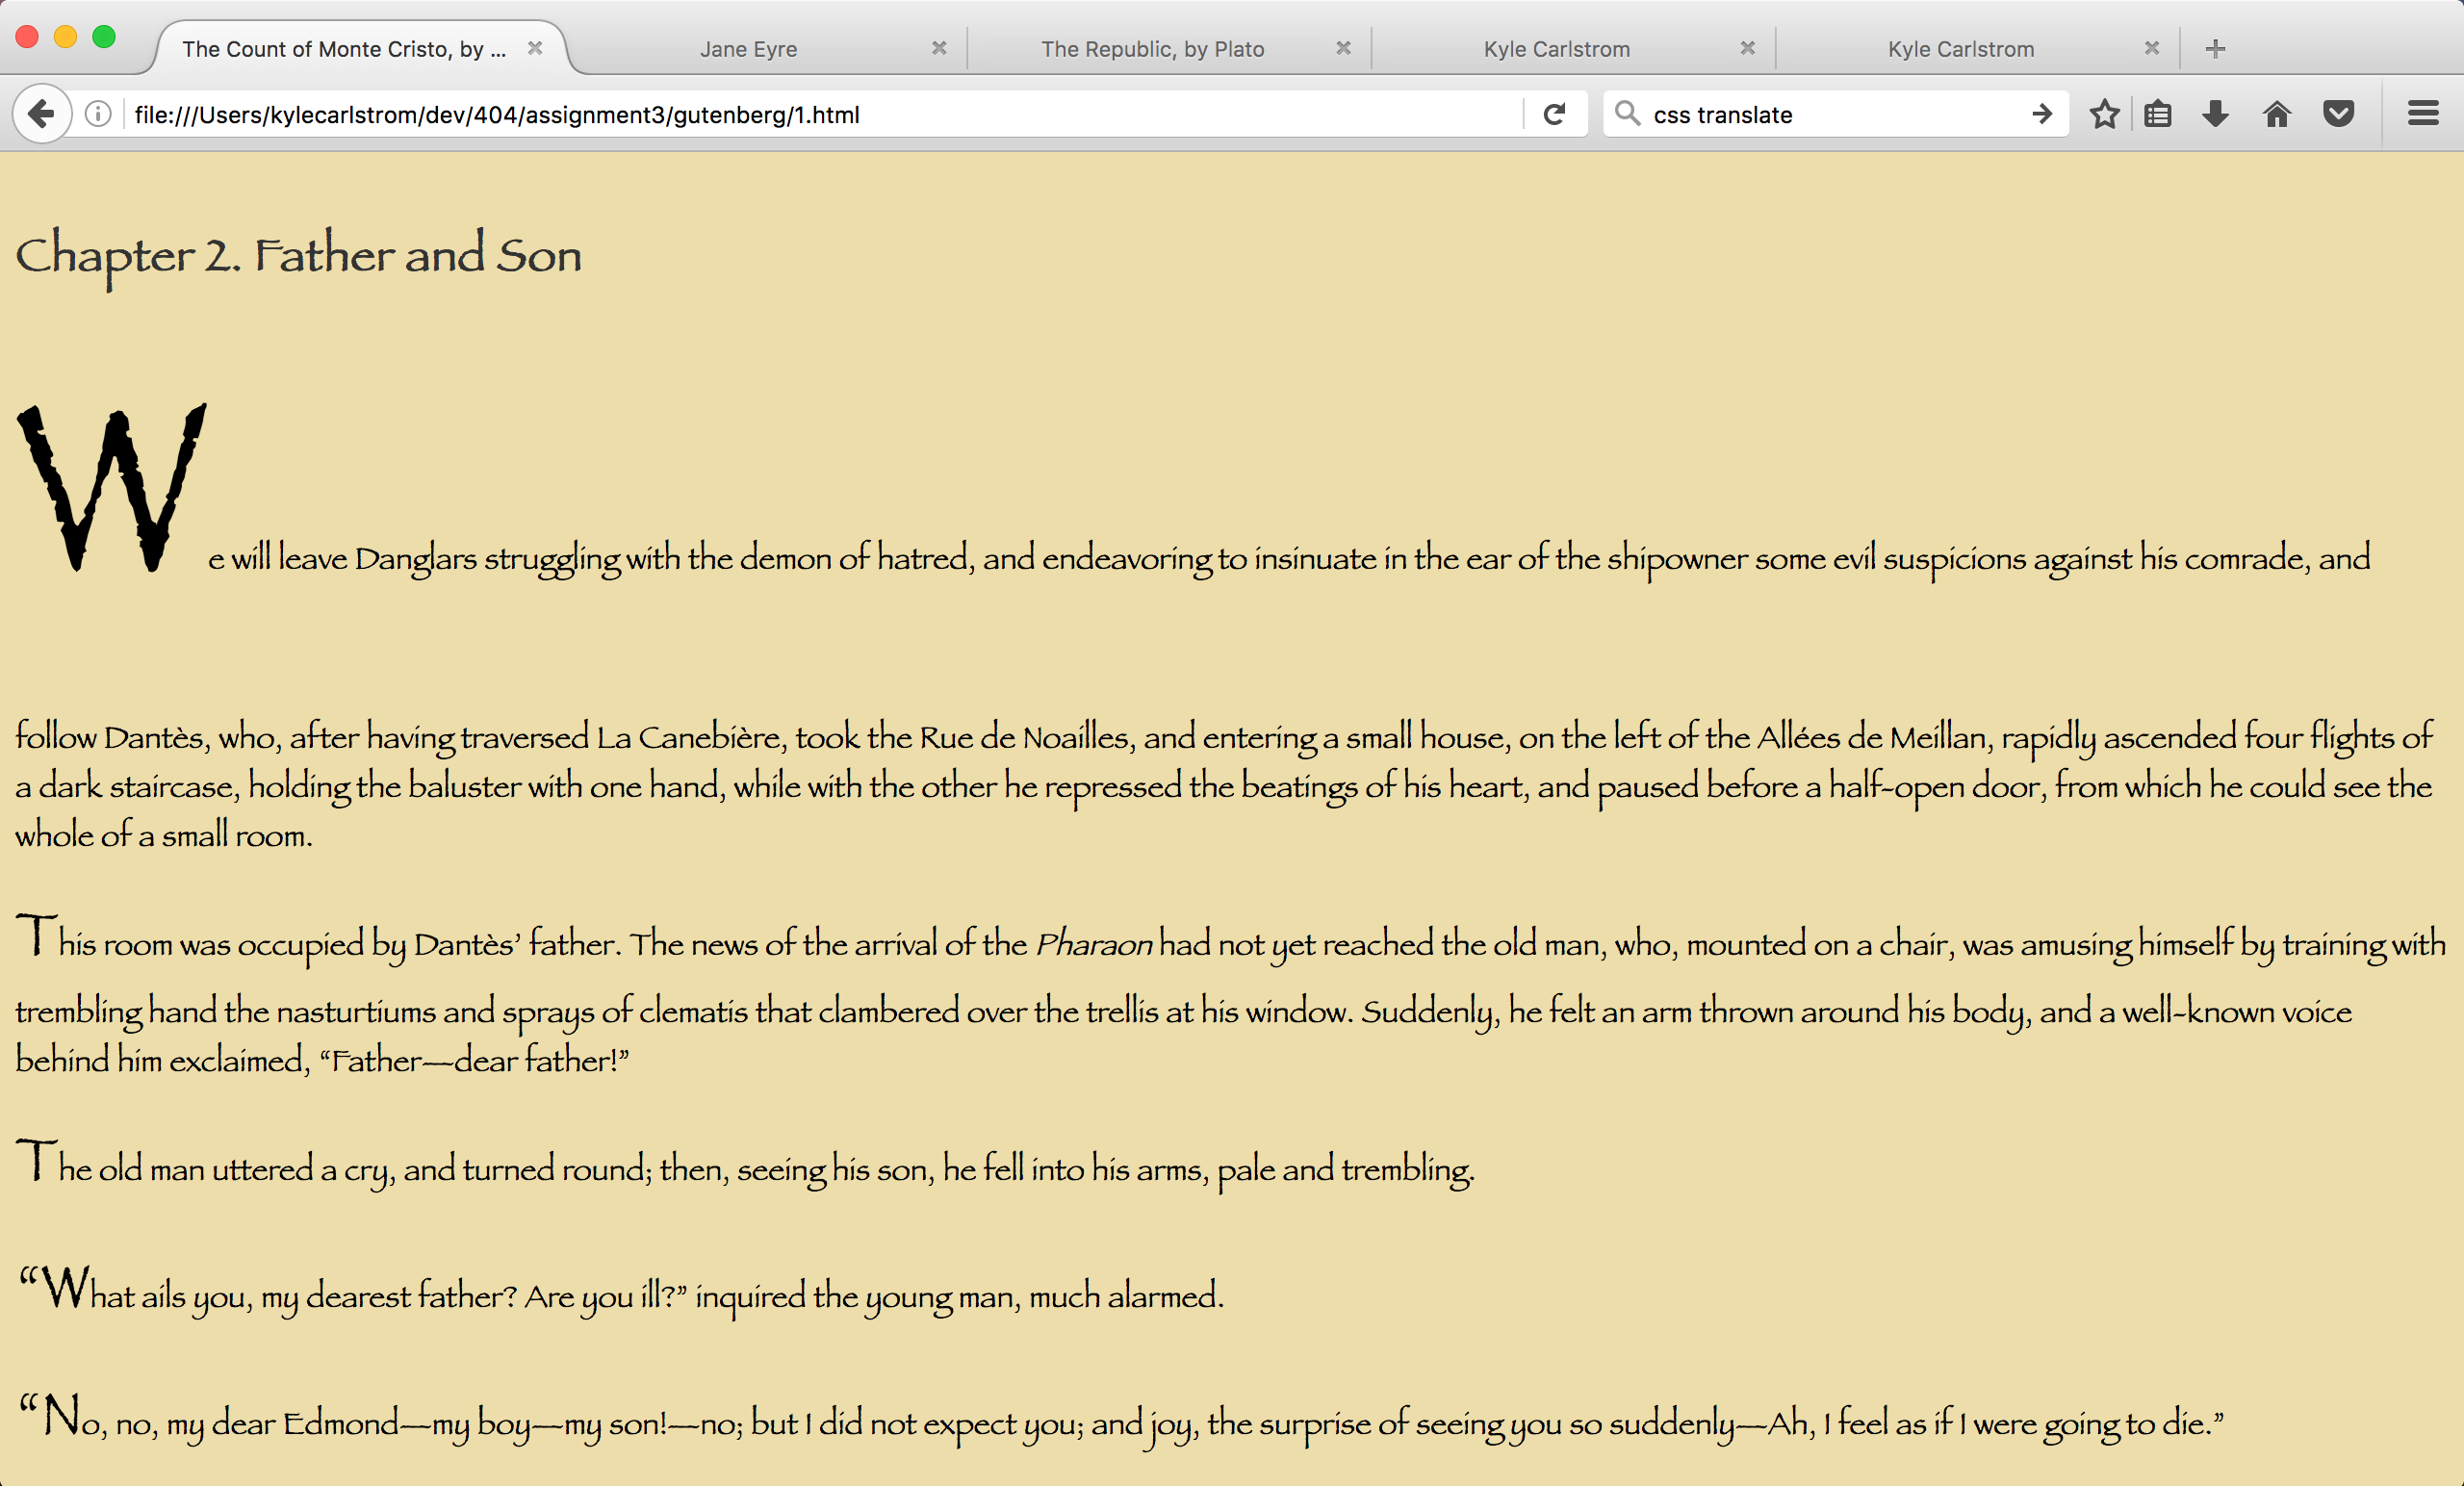 The Count of Monte Cristo, by ...
Jane Eyre
The Republic, by Plato
Kyle Carlstrom
Kyle Carlstrom
file:///Users/kylecarlstrom/dev/404/assignment3/gutenberg/1.html
css translate
Chapter 2. Father and Son
We will leave Danglars struggling with the demon of hatred, and endeavoring to insinuate in the ear of the shipowner some evil suspicions against his comrade, and
follow Dantès, who, after having traversed La Canebière, took the Rue de Noailles, and entering a small house, on the left of the Allées de Meillan, rapidly ascended four flights of
a dark staircase, holding the baluster with one hand, while with the other he repressed the beatings of his heart, and paused before a half-open door, from which he could see the
whole of a small room.
This room was occupied by Dantès’ father. The news of the arrival of the Pharaon had not yet reached the old man, who, mounted on a chair, was amusing himself by training with
trembling hand the nasturtiums and sprays of clematis that clambered over the trellis at his window. Suddenly, he felt an arm thrown around his body, and a well-known voice
behind him exclaimed, “Father—dear father!”
The old man uttered a cry, and turned round; then, seeing his son, he fell into his arms, pale and trembling.
“What ails you, my dearest father? Are you ill?” inquired the young man, much alarmed.
“No, no, my dear Edmond—my boy—my son!—no; but I did not expect you; and joy, the surprise of seeing you so suddenly—Ah, I feel as if I were going to die.”